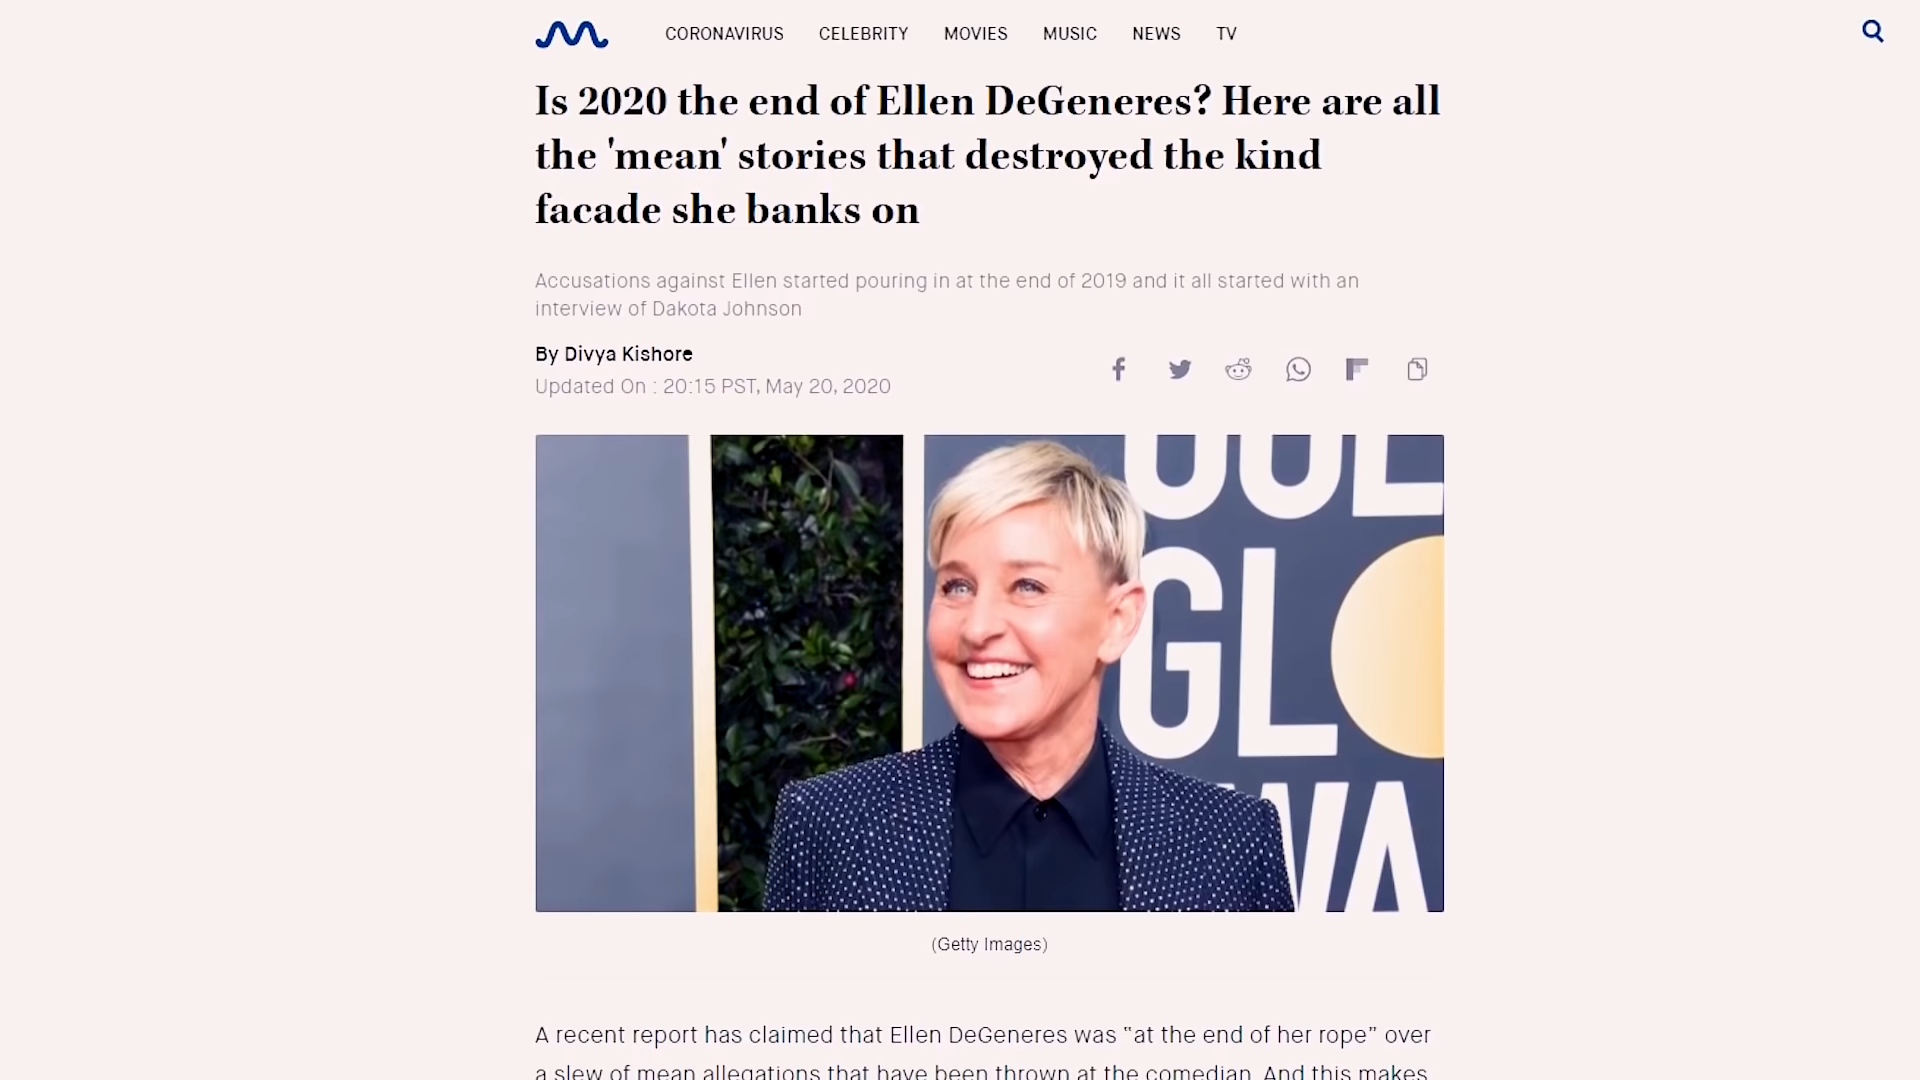 CORONAVIRUS CELEBRITY MOVIES MUSIC NEWS TV
Is 2020 the end of Ellen DeGeneres? Here are all
the 'mean' stories that destroyed the kind
facade she banks on
Accusations against Ellen started pouring in at the end of 2019 and it all started with an
interview of Dakota Johnson
By Divya Kishore
Updated On : 20:15 PST, May 20, 2020
GL
WA
(Getty Images)
A recent report has claimed that Ellen DeGeneres was “at the end of her rope” over
a slew of mean allegations that have been thrown at the comedian. And this makes